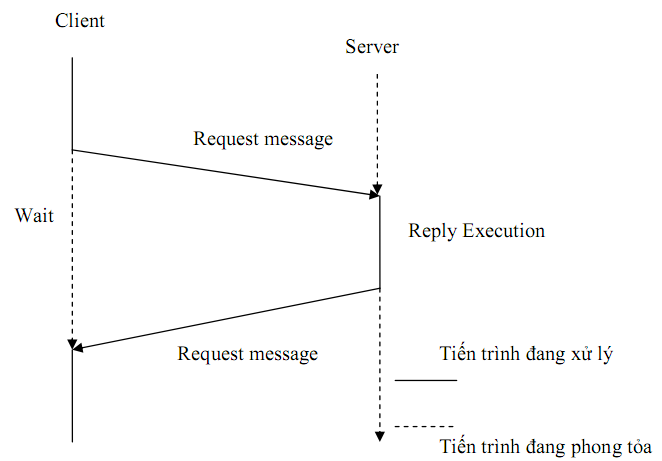 Client
Server
Request message
Wait
Reply Execution
Request message
Tiến trình đang xử lý
Tiến trình đang phong tỏa